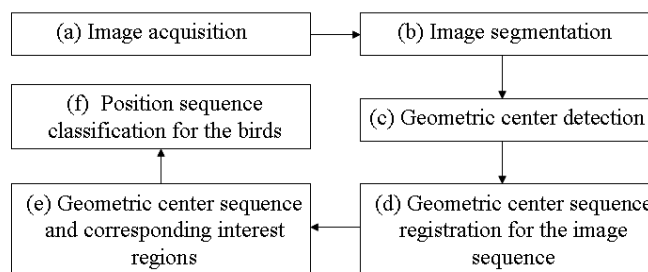 (a) Image acquisition
(b) Image segmentation
(c) Geometric center detection
(d) Geometric center sequence
registration for the image
sequence
(e) Geometric center sequence
and corresponding interest
regions
(f) Position sequence
classification for the birds